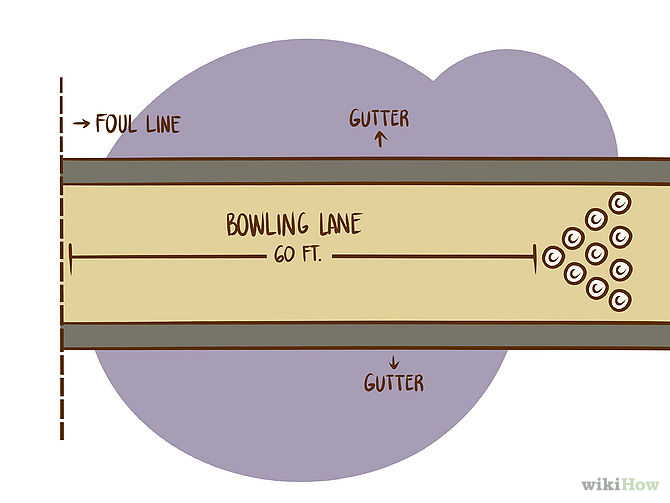 → FOUL LINE
GUTTER
BOWLING LANE
60 FT.
GUTTER
wikiHow